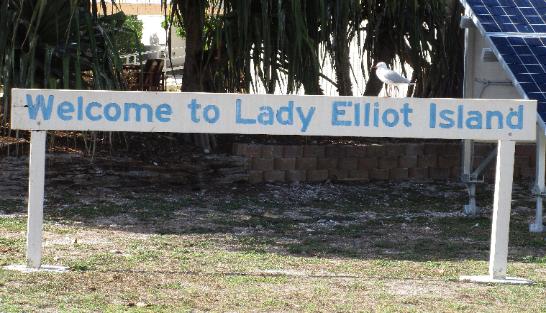 Welcome to Lady Elliot Island